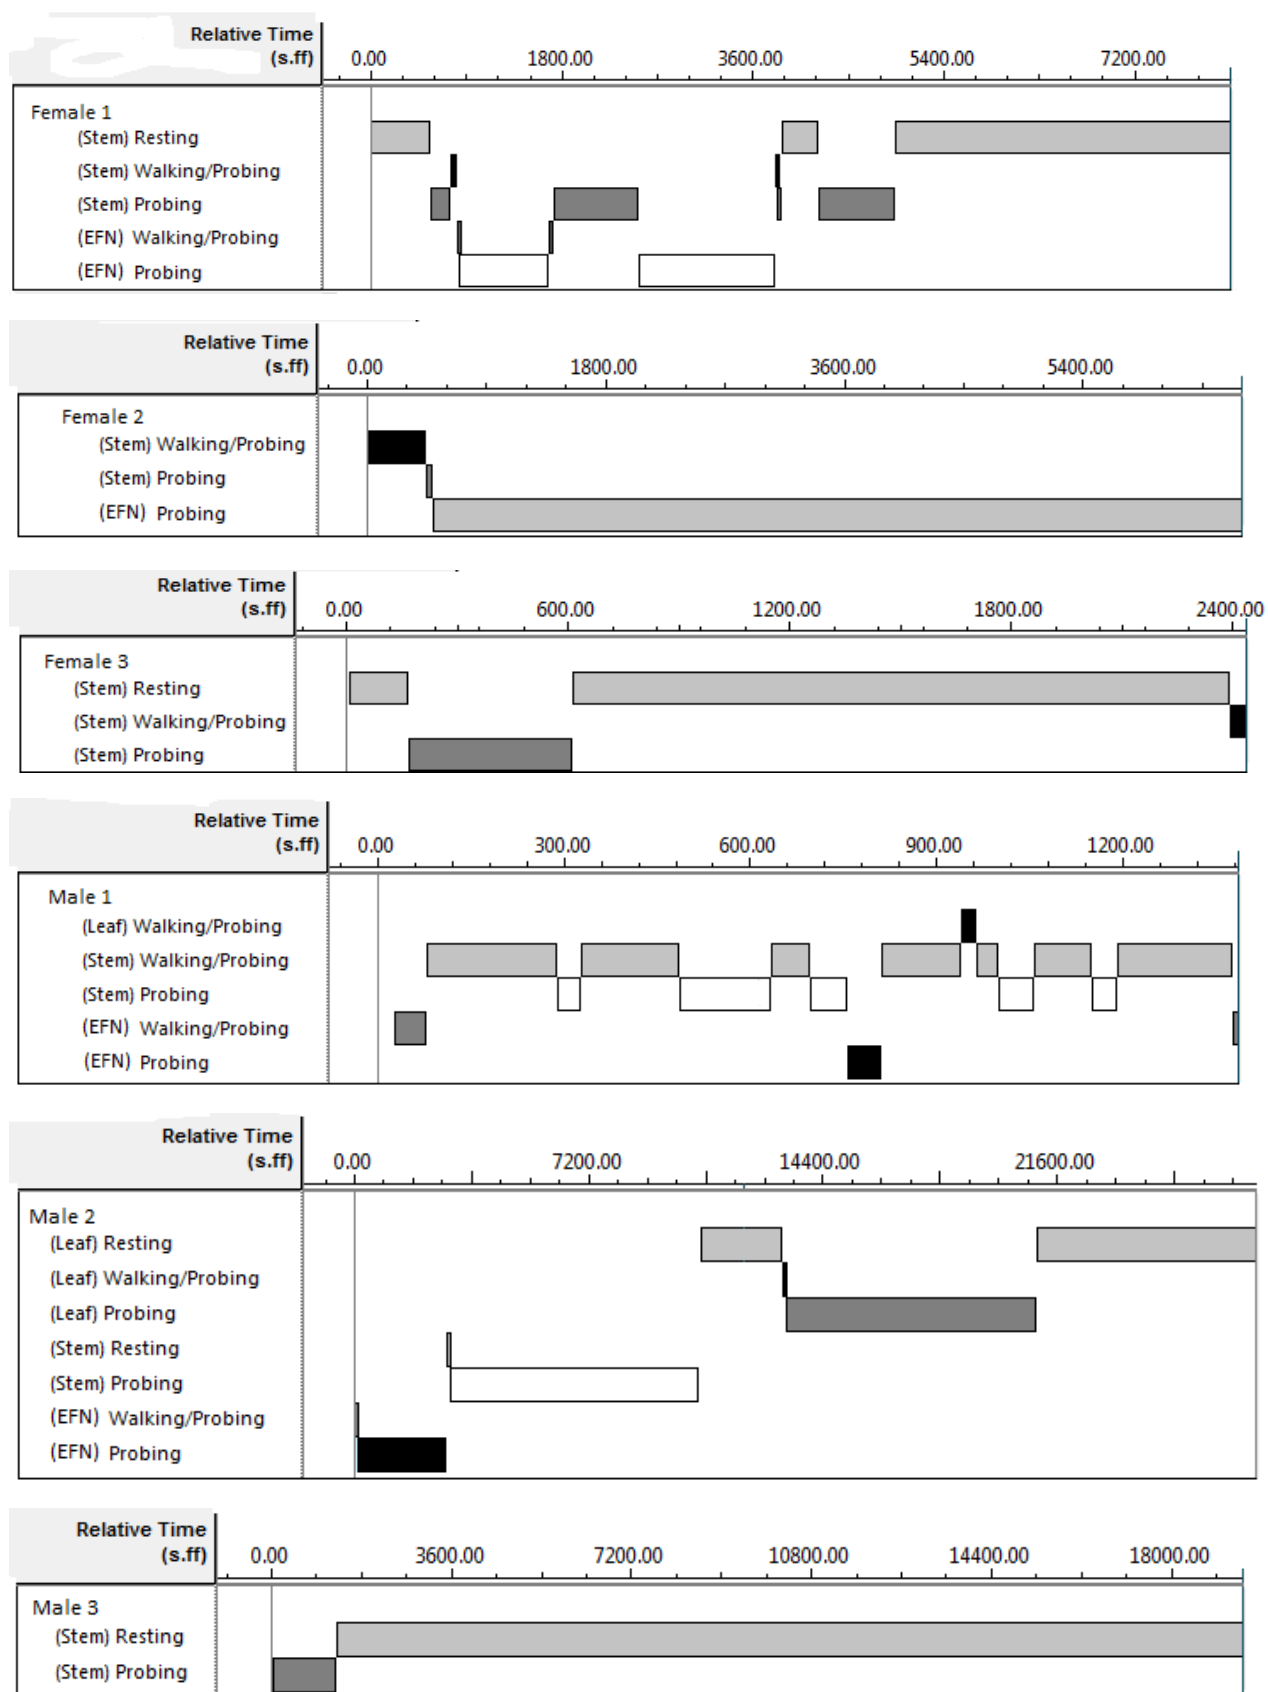 Relative Time
(s.ff) 0.00 1800.00 3600.00 5400.00 7200.00
Female 1
(Stem) Resting
(Stem) Walking/Probing
(Stem) Probing
(EFN) Walking/Probing
(EFN) Probing
Relative Time
(s.ff) 0.00 1800.00 3600.00 5400.00
Female 2
(Stem) Walking/Probing
(Stem) Probing
(EFN) Probing
Relative Time
(s.ff) 0.00 600.00 1200.00 1800.00 2400.00
Female 3
(Stem) Resting
(Stem) Walking/Probing
(Stem) Probing
Relative Time
(s.ff) 0.00 300.00 600.00 900.00 1200.00
Male 1
(Leaf) Walking/Probing
(Stem) Walking/Probing
(Stem) Probing
(EFN) Walking/Probing
(EFN) Probing
Relative Time
(s.ff) 0.00 7200.00 14400.00 21600.00
Male 2
(Leaf) Resting
(Leaf) Walking/Probing
(Leaf) Probing
(Stem) Resting
(Stem) Probing
(EFN) Walking/Probing
(EFN) Probing
Relative Time
(s.ff) 0.00 3600.00 7200.00 10800.00 14400.00 18000.00
Male 3
(Stem) Resting
(Stem) Probing